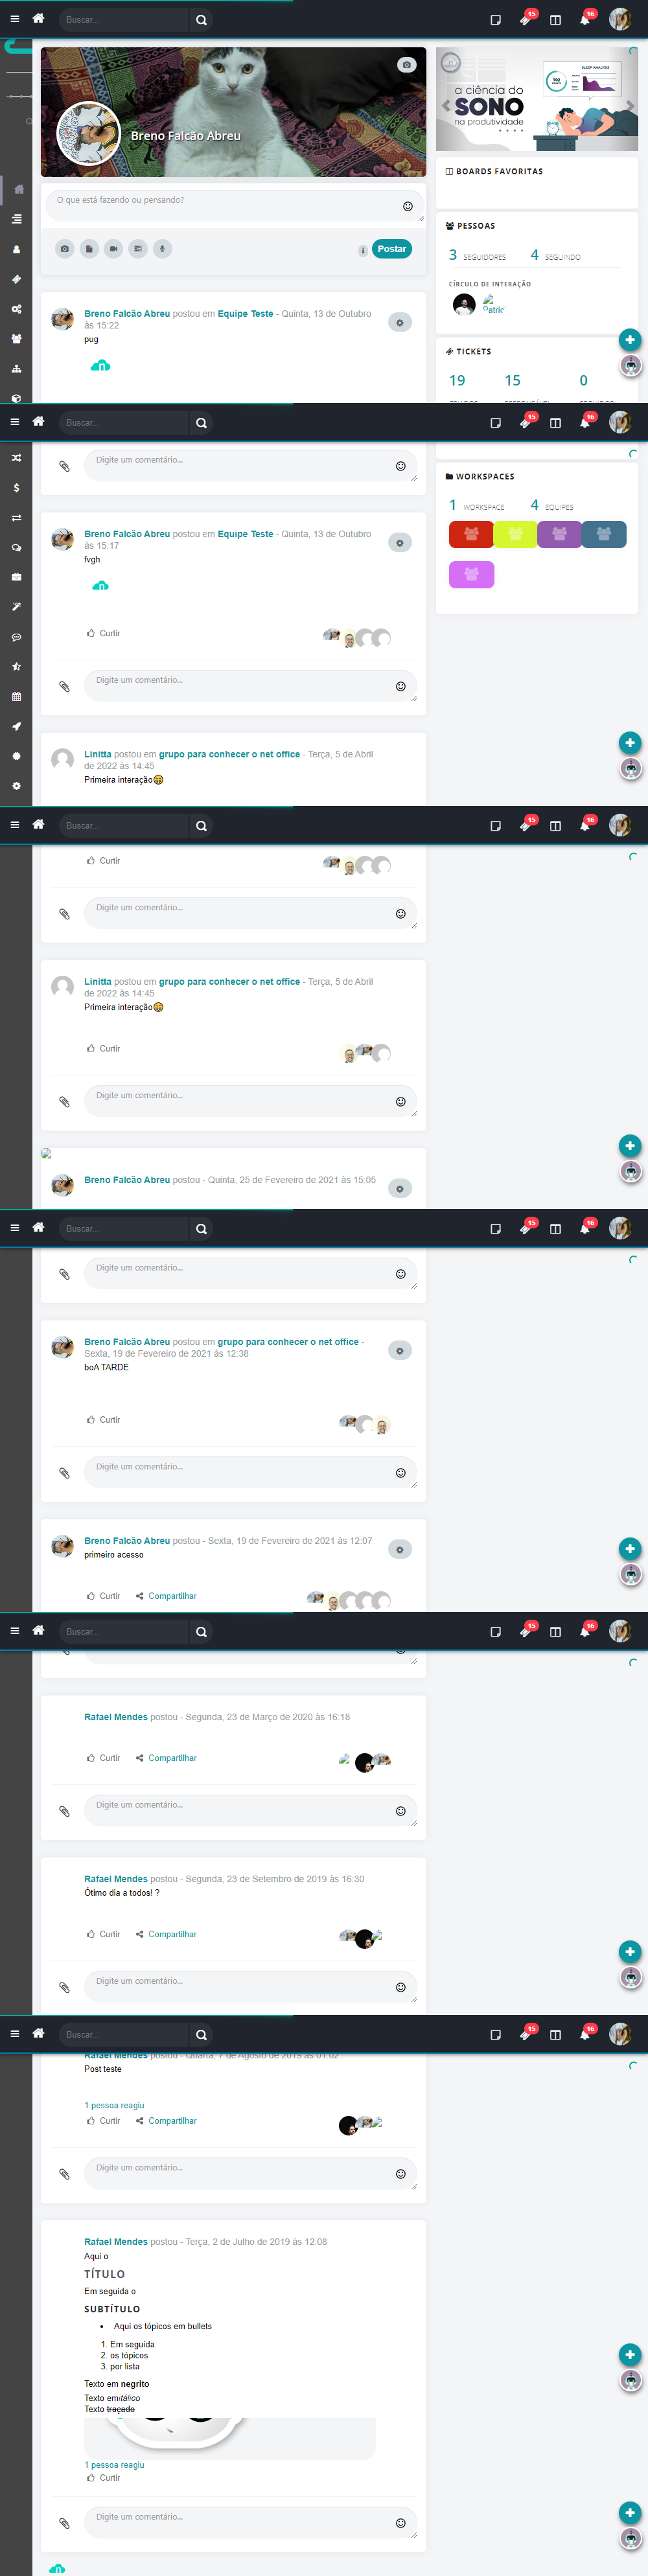 Buscar...
15
16
Breno Falcão Abreu
a ciência do
SONO
na produtividade
O que está fazendo ou pensando?
Postar
BOARDS FAVORITAS
PESSOAS
3 SEGUIDORES 4 SEGUINDO
CÍRCULO DE INTERAÇÃO
Breno Falcão Abreu postou em Equipe Teste - Quinta, 13 de Outubro
às 15:22
pug
TICKETS
19 15 0
Buscar...
15
16
Digite um comentário...
WORKSPACES
1 WORKSPACE 4 EQUIPES
Breno Falcão Abreu postou em Equipe Teste - Quinta, 13 de Outubro
às 15:17
fvgh
Curtir
Digite um comentário...
Linitta postou em grupo para conhecer o net office - Terça, 5 de Abril
de 2022 às 14:45
Primeira interação
Buscar...
15
16
Curtir
Digite um comentário...
Linitta postou em grupo para conhecer o net office - Terça, 5 de Abril
de 2022 às 14:45
Primeira interação
Curtir
Digite um comentário...
Breno Falcão Abreu postou - Quinta, 25 de Fevereiro de 2021 às 15:05
Buscar...
15
16
Digite um comentário...
Breno Falcão Abreu postou em grupo para conhecer o net office -
Sexta, 19 de Fevereiro de 2021 às 12:38
boA TARDE
Curtir
Digite um comentário...
Breno Falcão Abreu postou - Sexta, 19 de Fevereiro de 2021 às 12:07
primeiro acesso
Curtir Compartilhar
Buscar...
15
16
Rafael Mendes postou - Segunda, 23 de Março de 2020 às 16:18
Curtir Compartilhar
Digite um comentário...
Rafael Mendes postou - Segunda, 23 de Setembro de 2019 às 16:30
Ótimo dia a todos! ?
Curtir Compartilhar
Digite um comentário...
Buscar...
15
16
Rafael Mendes postou - Quarta, 7 de Agosto de 2019 às 01:02
Post teste
1 pessoa reagiu
Curtir Compartilhar
Digite um comentário...
Rafael Mendes postou - Terça, 2 de Julho de 2019 às 12:08
Aqui o
TÍTULO
Em seguida o
SUBTÍTULO
• Aqui os tópicos em bullets
1. Em seguida
2. os tópicos
3. por lista
Texto em negrito
Texto emitálico
Texto traçado
1 pessoa reagiu
Curtir
Digite um comentário...